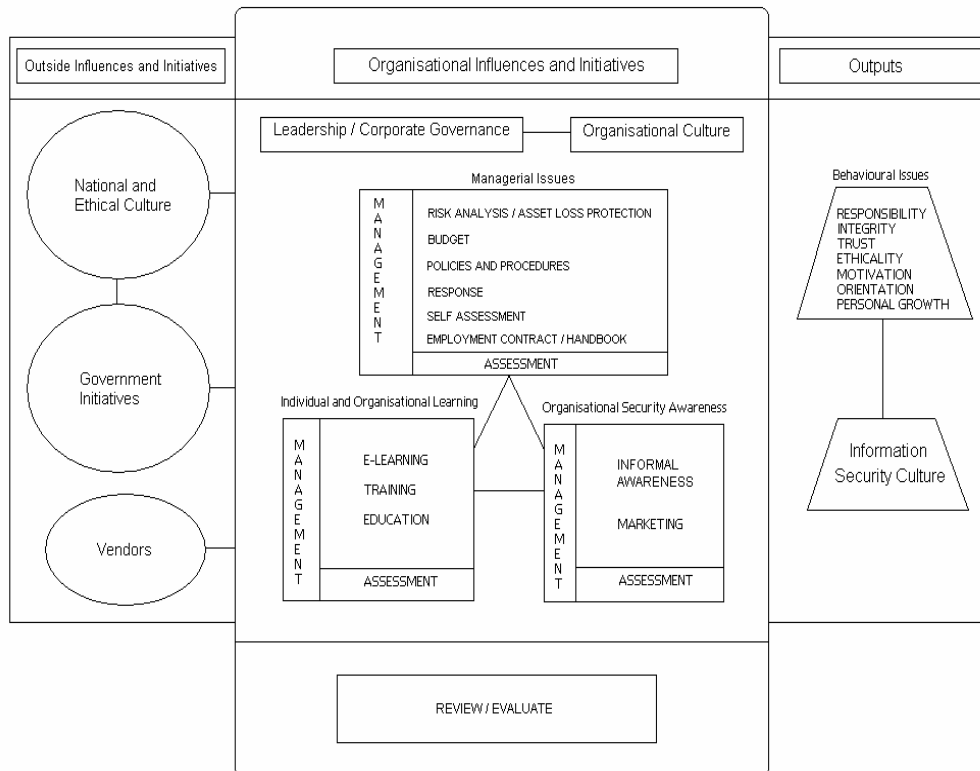 Outside Influences and Initiatives
Organisational Influences and Initiatives
Outputs
National and
Ethical Culture
Government
Initiatives
Vendors
Leadership / Corporate Governance
Organisational Culture
Managerial Issues
MANAGEMENT
RISK ANALYSIS / ASSET LOSS PROTECTION
BUDGET
POLICIES AND PROCEDURES
RESPONSE
SELF ASSESSMENT
EMPLOYMENT CONTRACT / HANDBOOK
ASSESSMENT
Individual and Organisational Learning
MANAGEMENT
E-LEARNING
TRAINING
EDUCATION
ASSESSMENT
Organisational Security Awareness
MANAGEMENT
INFORMAL
AWARENESS
MARKETING
ASSESSMENT
REVIEW / EVALUATE
Behavioural Issues
RESPONSIBILITY
INTEGRITY
TRUST
ETHICALITY
MOTIVATION
ORIENTATION
PERSONAL GROWTH
Information
Security Culture